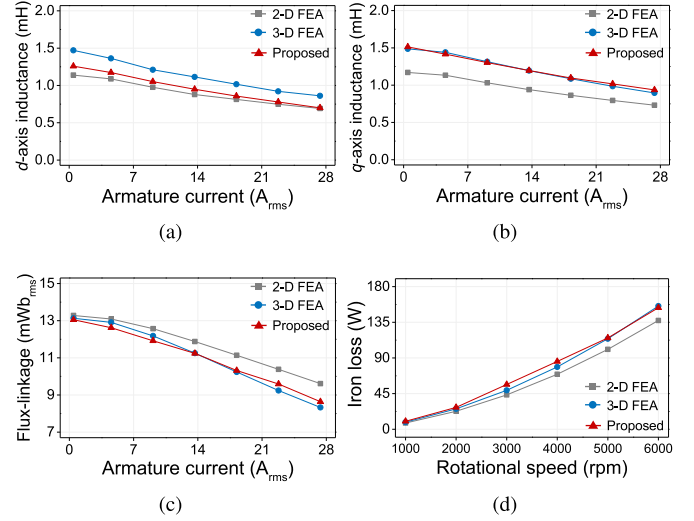 d-axis inductance (mH)
2.0
1.5
1.0
0.5
0.0
2-D FEA
3-D FEA
Proposed
0 7 14 21 28
Armature current (Arms)
(a)
q-axis inductance (mH)
2.0
1.5
1.0
0.5
0.0
2-D FEA
3-D FEA
Proposed
0 7 14 21 28
Armature current (Arms)
(b)
Flux-linkage (mWbrms)
15
13
11
9
7
2-D FEA
3-D FEA
Proposed
0 7 14 21 28
Armature current (Arms)
(c)
Iron loss (W)
180
135
90
45
0
2-D FEA
3-D FEA
Proposed
1000 2000 3000 4000 5000 6000
Rotational speed (rpm)
(d)